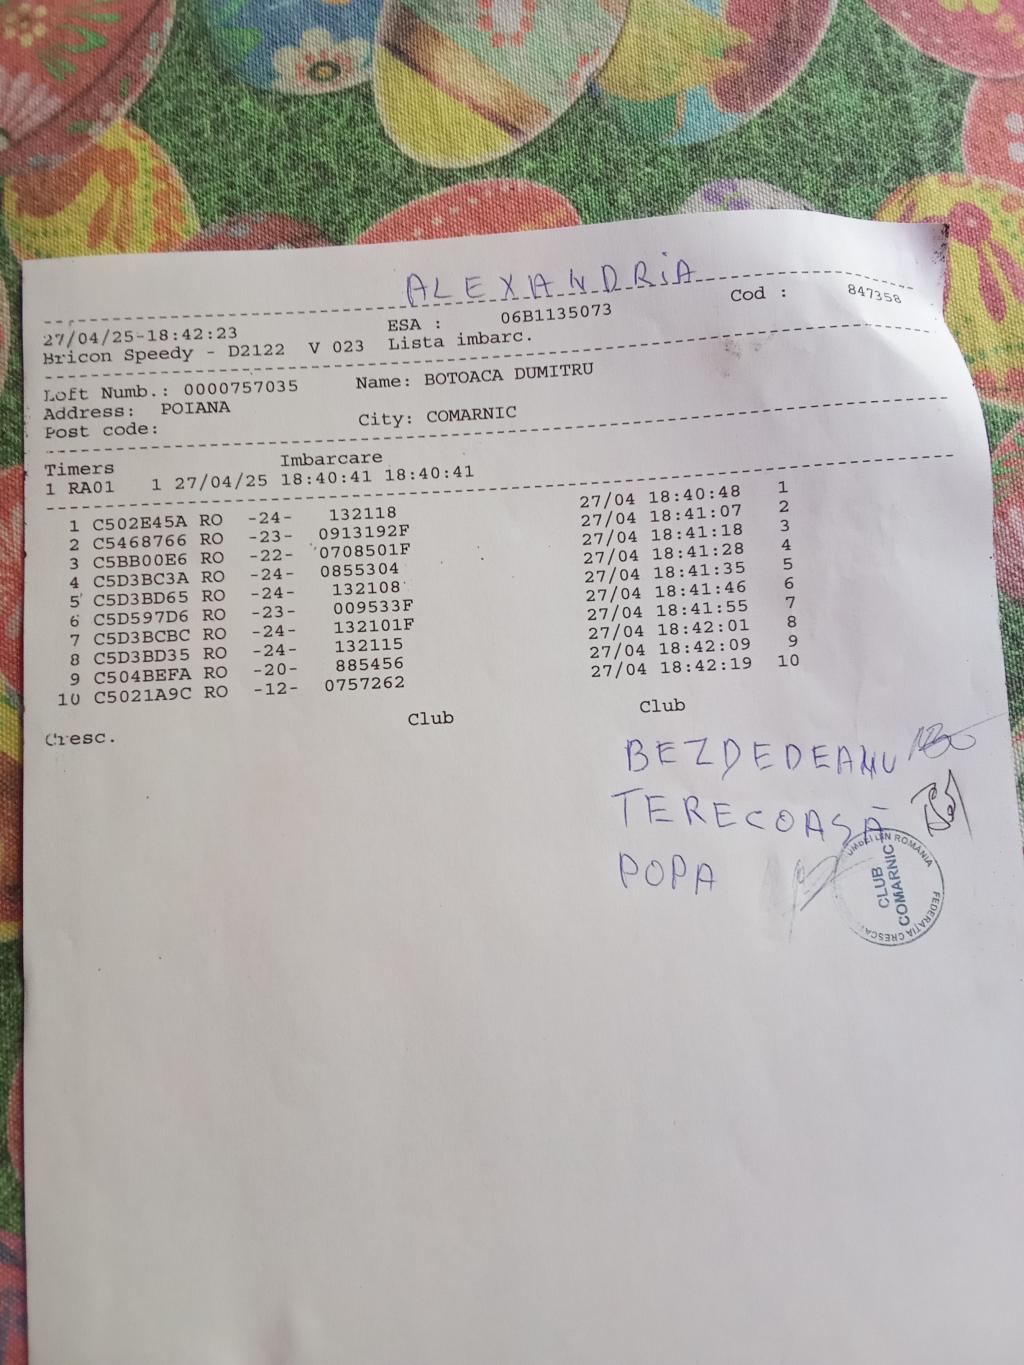 ALEXANDRIA
27/04/25-18:42:23 ESA : 06B1135073 Cod : 847358
Bricon Speedy - D2122 V 023 Lista imbarc.
Loft Numb.: 0000757035 Name: BOTOACA DUMITRU
Address: POIANA
Post code: City: COMARNIC
Timers Imbarcare
1 RA01 1 27/04/25 18:40:41 18:40:41
1 C502E45A RO -24- 132118 27/04 18:40:48 1
2 C5468766 RO -23- 0913192F 27/04 18:41:07 2
3 C5BB00E6 RO -22- 0708501F 27/04 18:41:18 3
4 C5D3BC3A RO -24- 0855304 27/04 18:41:28 4
5 C5D3BD65 RO -24- 132108 27/04 18:41:35 5
6 C5D597D6 RO -23- 009533F 27/04 18:41:46 6
7 C5D3BCBC RO -24- 132101F 27/04 18:41:55 7
8 C5D3BD35 RO -24- 132115 27/04 18:42:01 8
9 C504BEFA RO -20- 885456 27/04 18:42:09 9
10 C5021A9C RO -12- 0757262 27/04 18:42:19 10
Cresc. Club Club
BEZDEDEANU
TERECOASĂ
POPA
CLUB
COMARNIC
DIN ROMANIA
FEDERATIA